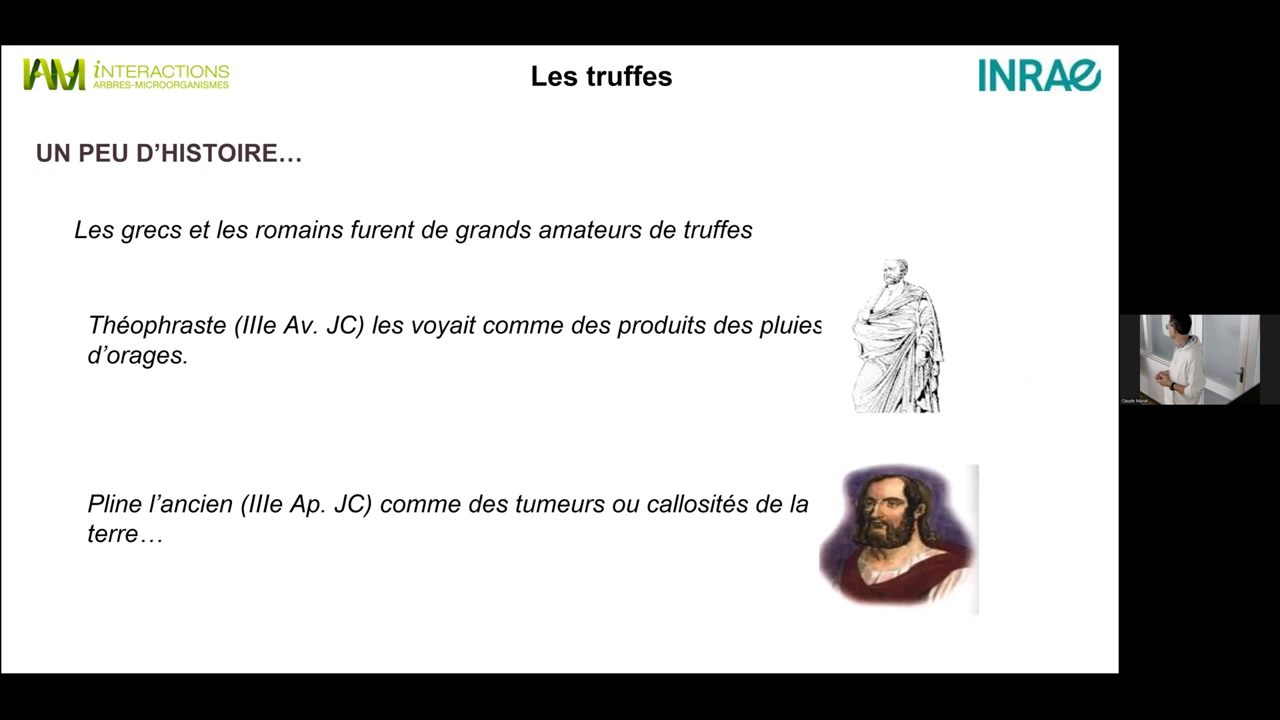 IAM iNTERACTIONS
ARBRES-MICROORGANISMES
Les truffes
INRAE
UN PEU D’HISTOIRE…
Les grecs et les romains furent de grands amateurs de truffes
Théophraste (IIIe Av. JC) les voyait comme des produits des pluies
d’orages.
Pline l’ancien (IIIe Ap. JC) comme des tumeurs ou callosités de la
terre…
Claude Murat